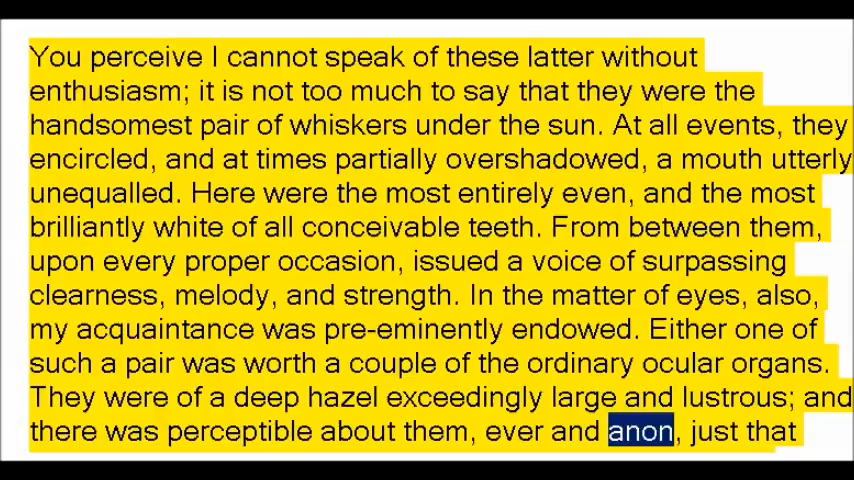 You perceive I cannot speak of these latter without
enthusiasm; it is not too much to say that they were the
handsomest pair of whiskers under the sun. At all events, they
encircled, and at times partially overshadowed, a mouth utterly
unequalled. Here were the most entirely even, and the most
brilliantly white of all conceivable teeth. From between them,
upon every proper occasion, issued a voice of surpassing
clearness, melody, and strength. In the matter of eyes, also,
my acquaintance was pre-eminently endowed. Either one of
such a pair was worth a couple of the ordinary ocular organs.
They were of a deep hazel exceedingly large and lustrous; and
there was perceptible about them, ever and anon, just that